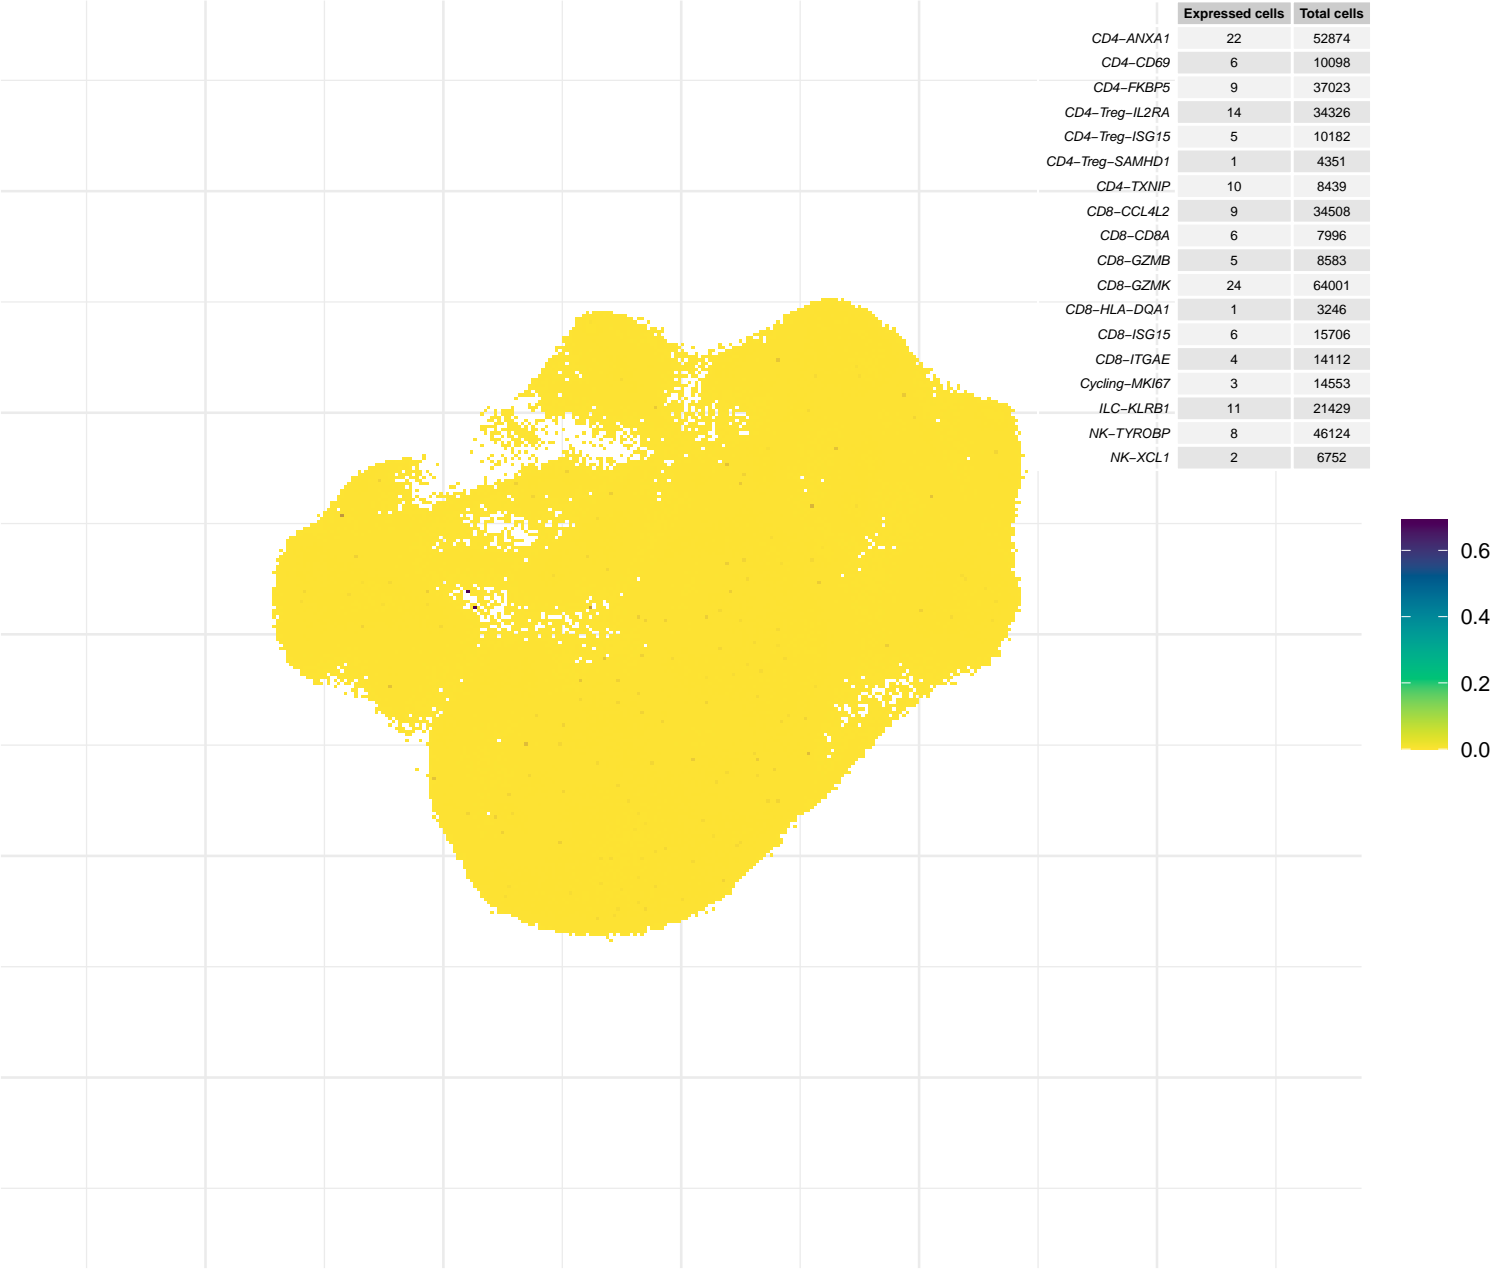 Expressed cells Total cells
CD4−ANXA1 22 52874
CD4−CD69 6 10098
CD4−FKBP5 9 37023
CD4−Treg−IL2RA 14 34326
CD4−Treg−ISG15 5 10182
CD4−Treg−SAMHD1 1 4351
CD4−TXNIP 10 8439
CD8−CCL4L2 9 34508
CD8−CD8A 6 7996
CD8−GZMB 5 8583
CD8−GZMK 24 64001
CD8−HLA−DQA1 1 3246
CD8−ISG15 6 15706
CD8−ITGAE 4 14112
Cycling−MKI67 3 14553
ILC−KLRB1 11 21429
NK−TYROBP 8 46124
NK−XCL1 2 6752
0.6
0.4
0.2
0.0